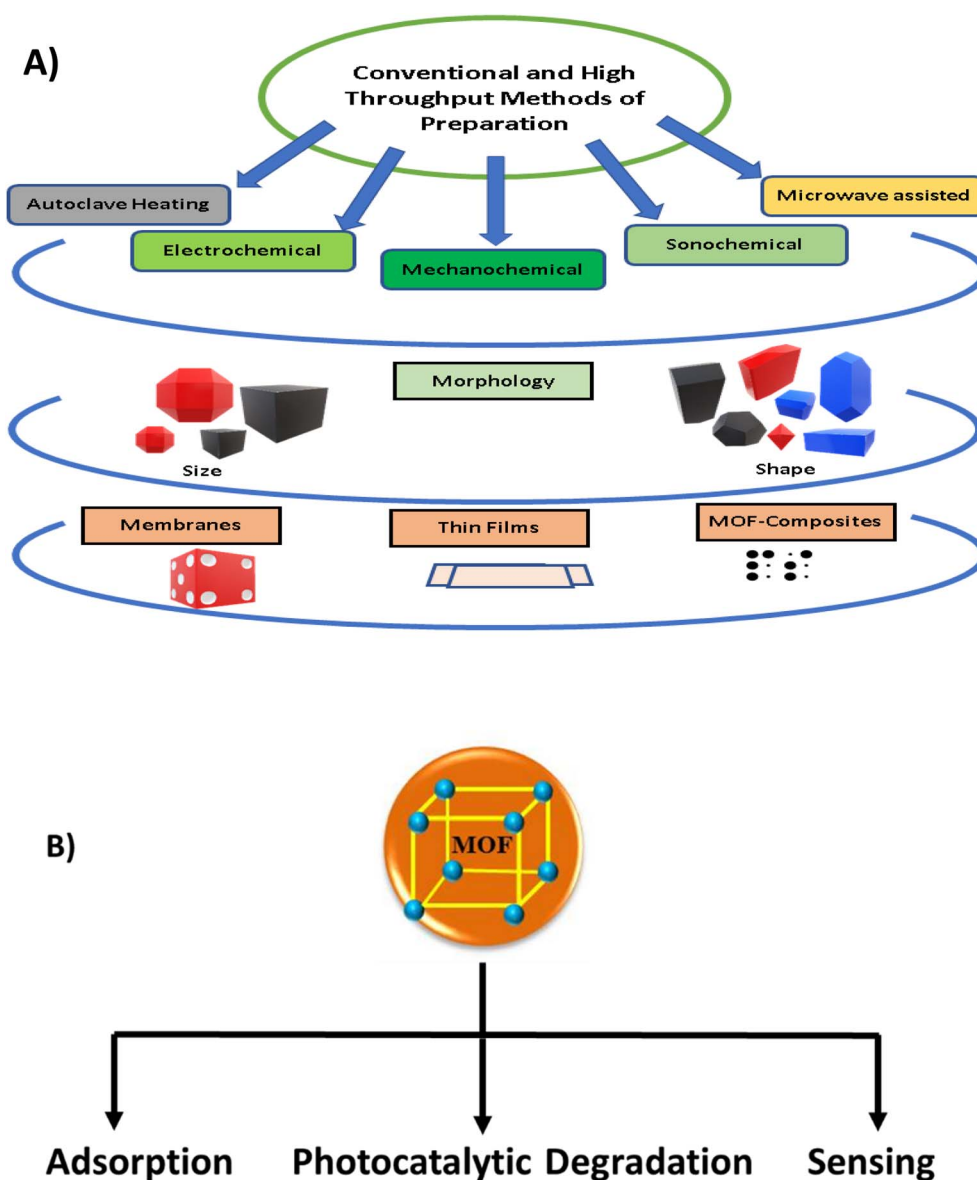 A)
Conventional and High
Throughput Methods of
Preparation
Autoclave Heating
Microwave assisted
Electrochemical
Sonochemical
Mechanochemical
Morphology
Size
Shape
Membranes
Thin Films
MOF-Composites
B)
MOF
Adsorption
Photocatalytic Degradation
Sensing